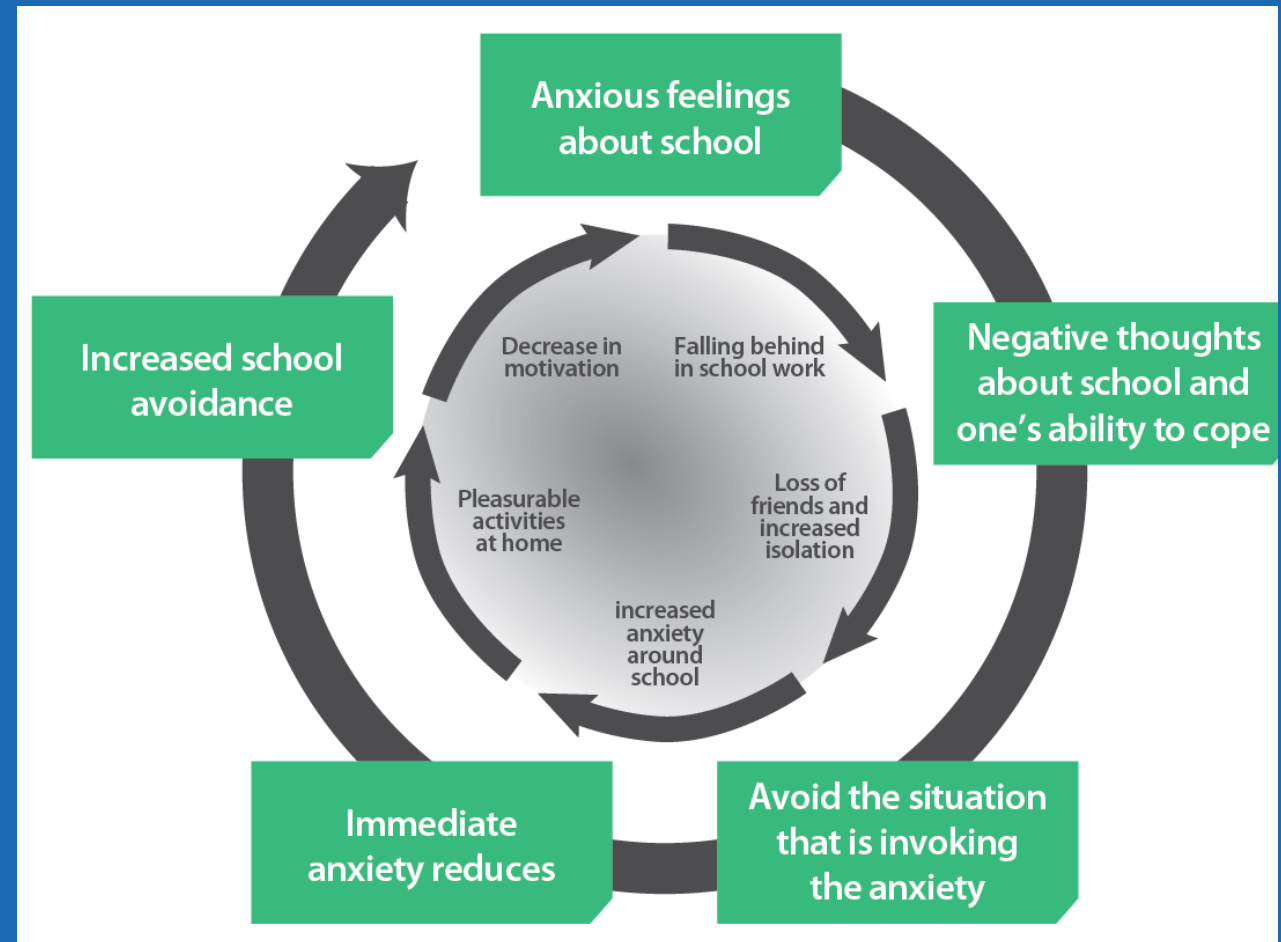 Anxious feelings
about school
Negative thoughts
about school and
one's ability to cope
Avoid the situation
that is invoking
the anxiety
Immediate
anxiety reduces
Increased school
avoidance
Falling behind
in school work
Loss of
friends and
increased
isolation
increased
anxiety
around
school
Pleasurable
activities
at home
Decrease in
motivation